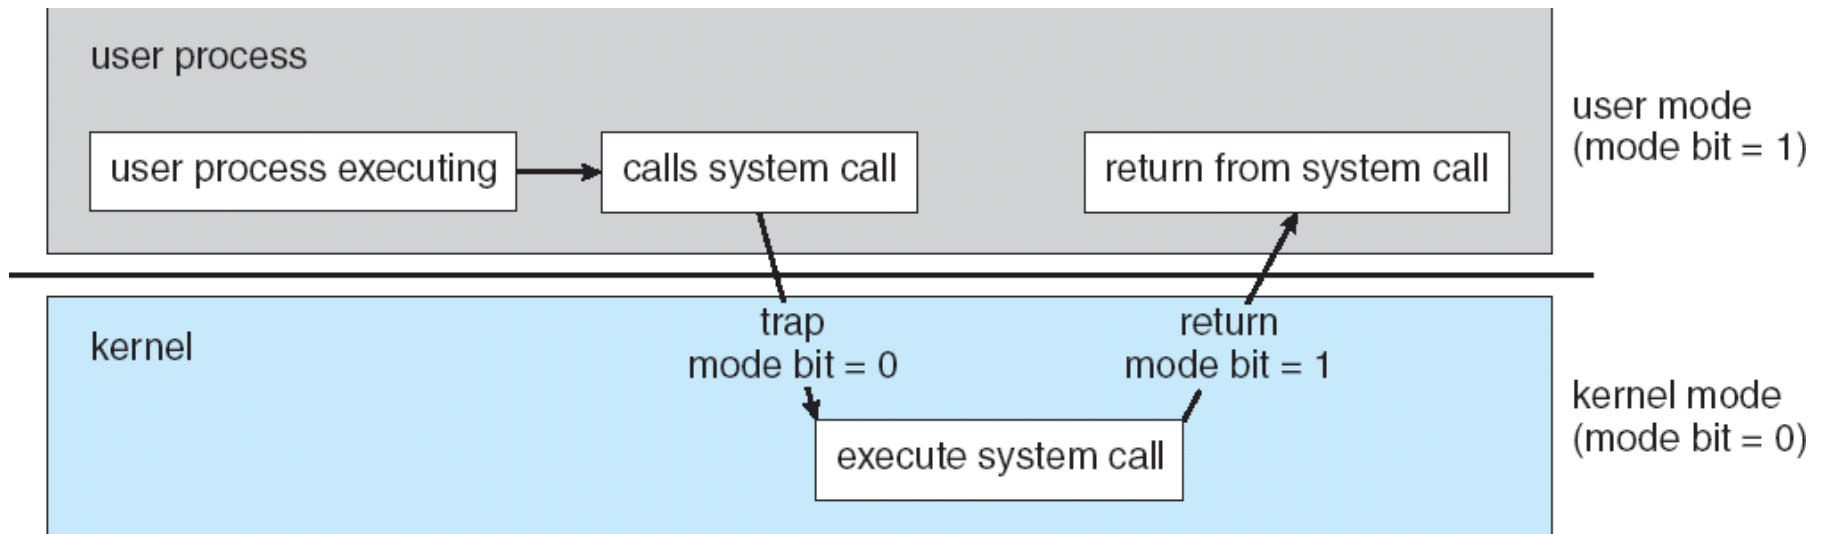 user process
user process executing
calls system call
return from system call
user mode
(mode bit = 1)
kernel
trap
mode bit = 0
return
mode bit = 1
execute system call
kernel mode
(mode bit = 0)